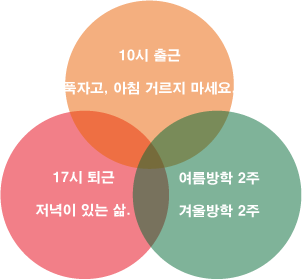 10시 출근
푹자고, 아침 거르지 마세요
17시 퇴근
저녁이 있는 삶.
여름방학 2주
겨울방학 2주